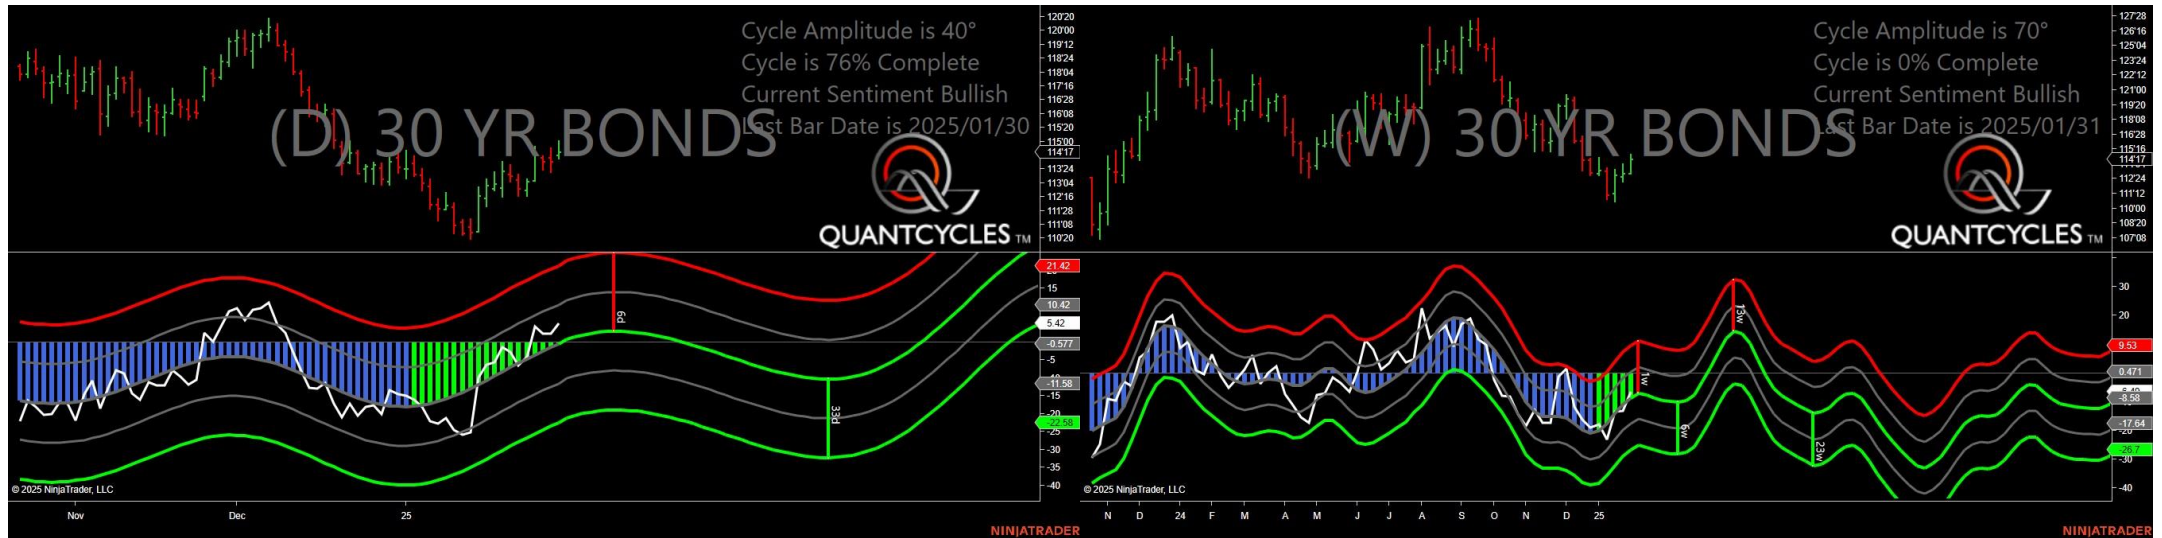 Cycle Amplitude is 40°
Cycle is 76% Complete
Current Sentiment Bullish
Last Bar Date is 2025/01/30
(D) 30 YR BONDS
QUANTCYCLES TM
120'20
120'00
119'12
118'24
118'04
117'16
116'28
116'08
115'20
115'00
114'17
113'24
113'04
112'16
111'28
111'08
110'20
21.42
15
10.42
5.42
-0.577
-5
-11.58
-15
-20
-22.58
-25
-30
-35
-40
6d
33d
© 2025 NinjaTrader, LLC
Nov
Dec
25
NINJATRADER
Cycle Amplitude is 70°
Cycle is 0% Complete
Current Sentiment Bullish
Last Bar Date is 2025/01/31
(W) 30 YR BONDS
QUANTCYCLES TM
127'28
126'16
125'04
123'24
122'12
121'00
119'20
118'08
116'28
115'16
114'17
112'24
111'12
110'00
108'20
107'08
30
20
9.53
0.471
-8.58
-17.64
-26.7
-30
-40
1w
6w
13w
23w
© 2025 NinjaTrader, LLC
N D 24 F M A M J J A S O N D 25
NINJATRADER